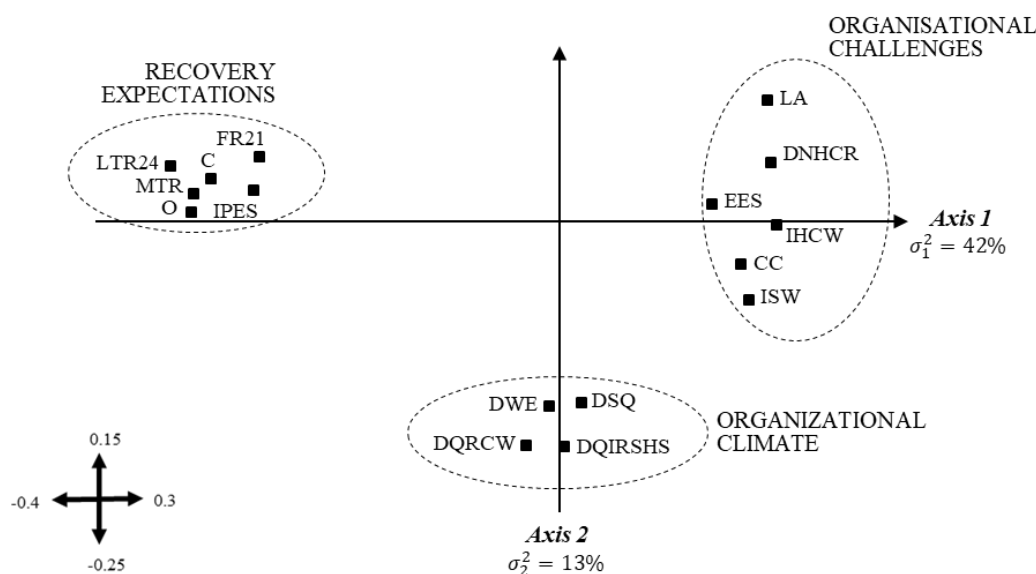 ORGANISATIONAL
CHALLENGES
RECOVERY
EXPECTATIONS
LA
FR21
LTR24
C
DNHCR
MTR
EES
O
IPES
Axis 1
IHCW
σ₁² = 42%
CC
ISW
DWE
DSQ
ORGANIZATIONAL
CLIMATE
DQRCW
DQIRSHS
0.15
-0.4
0.3
-0.25
Axis 2
σ₂² = 13%